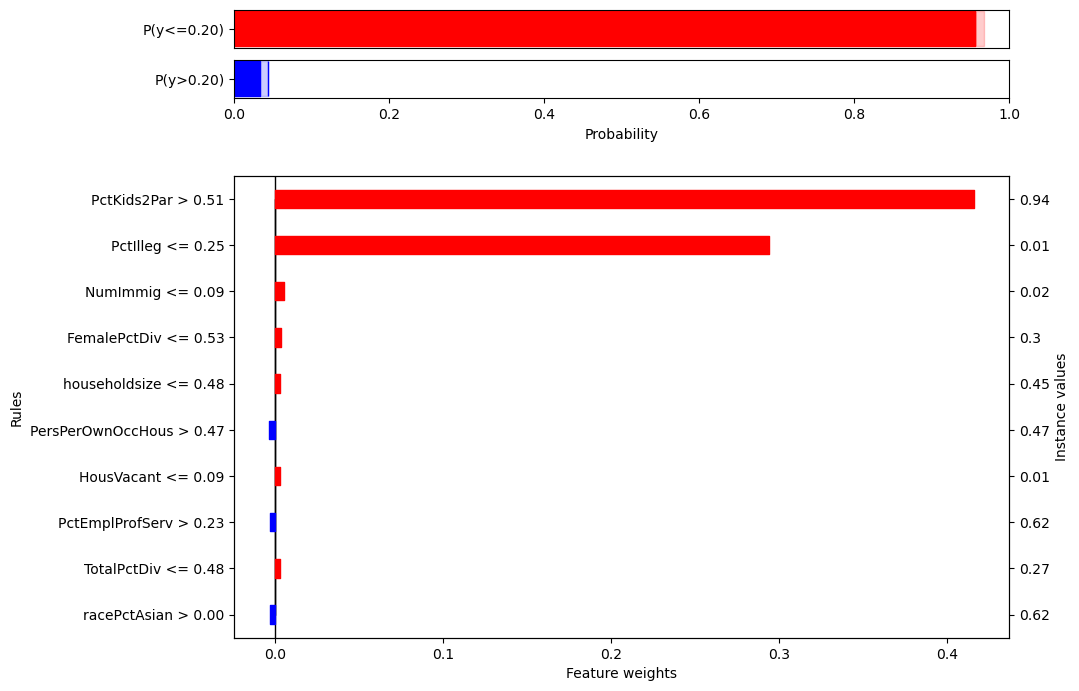 P(y<=0.20)
P(y>0.20)
0.0 0.2 0.4 0.6 0.8 1.0
Probability
PctKids2Par > 0.51 0.94
PctIlleg <= 0.25 0.01
NumImmig <= 0.09 0.02
FemalePctDiv <= 0.53 0.3
householdsize <= 0.48 0.45
PersPerOwnOccHous > 0.47 0.47
HousVacant <= 0.09 0.01
PctEmplProfServ > 0.23 0.62
TotalPctDiv <= 0.48 0.27
racePctAsian > 0.00 0.62
Rules
Instance values
0.0 0.1 0.2 0.3 0.4
Feature weights